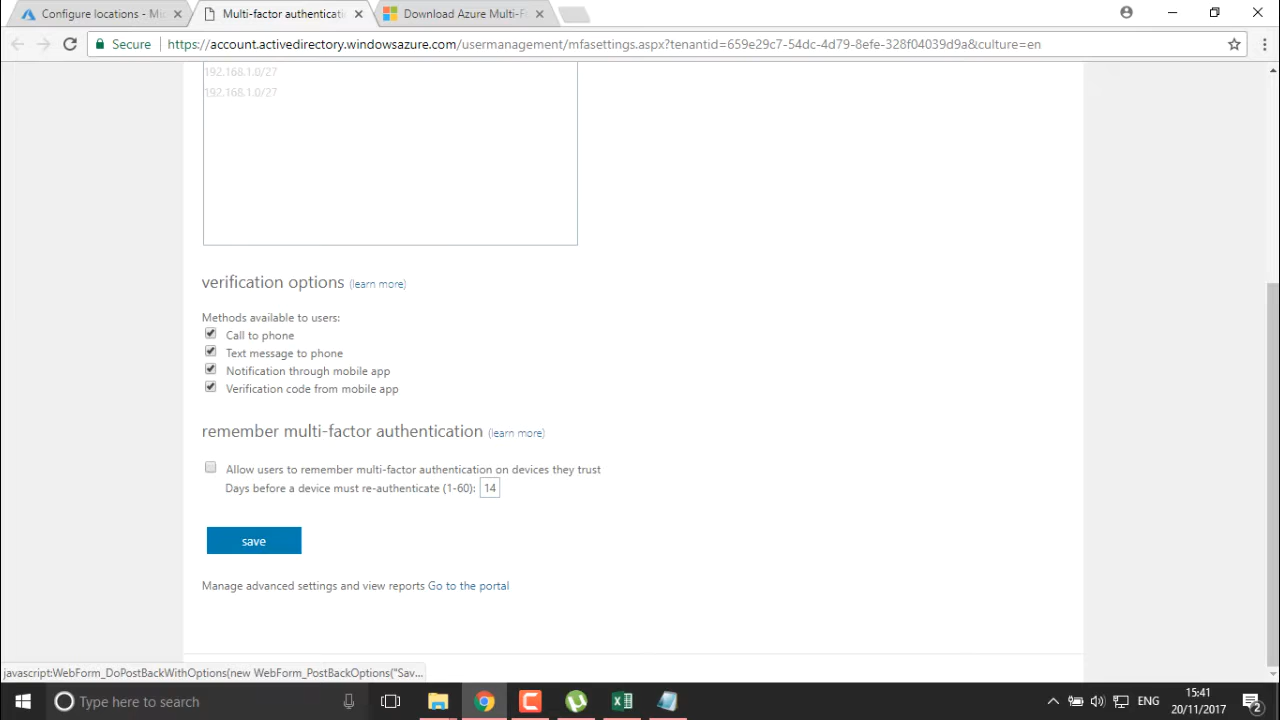 Configure locations - Mi
Multi-factor authenticati
Download Azure Multi-F
Secure
https://account.activedirectory.windowsazure.com/usermanagement/mfasettings.aspx?tenantid=659e29c7-54dc-4d79-8efe-328f04039d9a&culture=en
192.168.1.0/27
192.168.1.0/27
verification options (learn more)
Methods available to users:
Call to phone
Text message to phone
Notification through mobile app
Verification code from mobile app
remember multi-factor authentication (learn more)
Allow users to remember multi-factor authentication on devices they trust
Days before a device must re-authenticate (1-60): 14
save
Manage advanced settings and view reports Go to the portal
javascript:WebForm_DoPostBackWithOptions(new WebForm_PostBackOptions("Sav...
Type here to search
ENG
15:41
20/11/2017
2